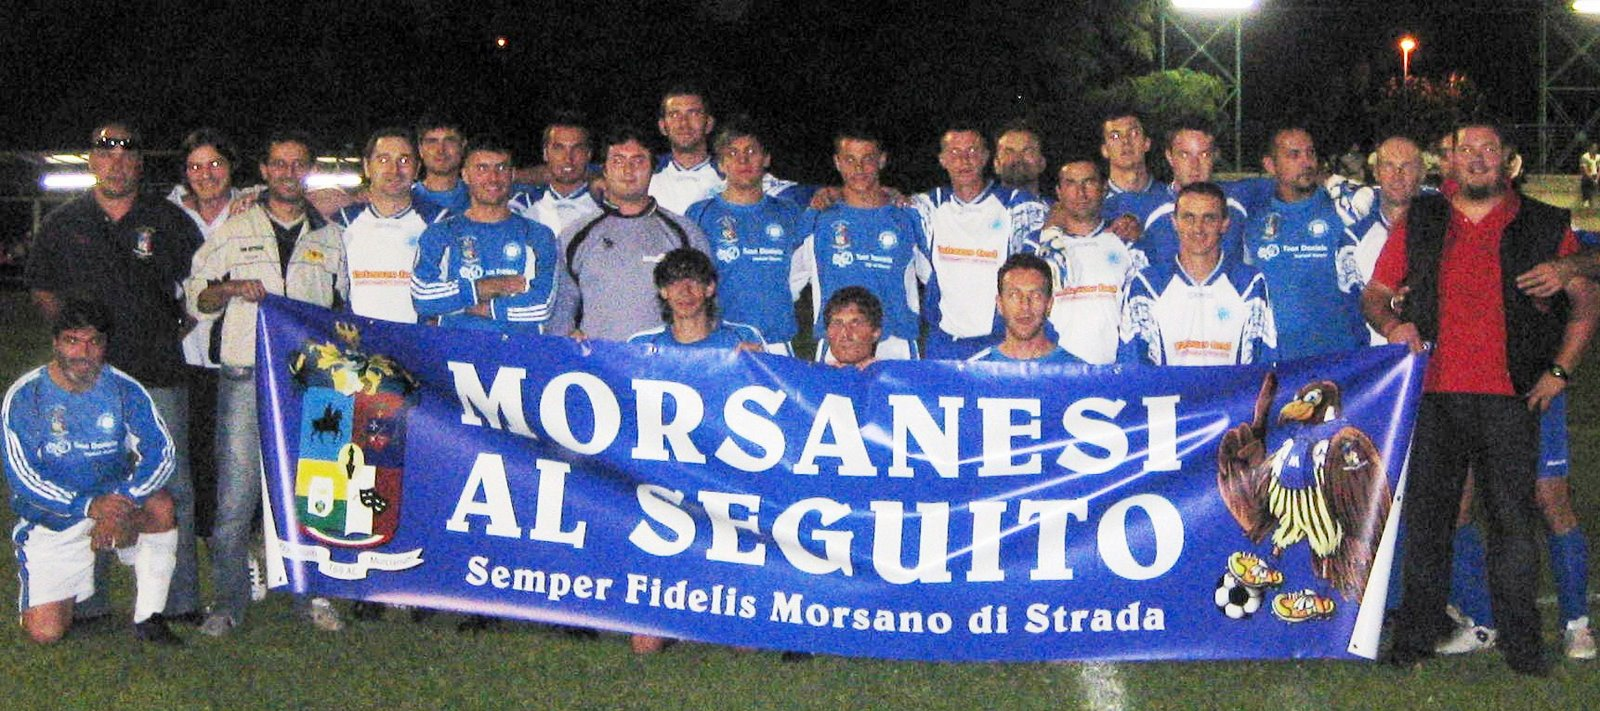 MORSANESI
AL SEGUITO
Semper Fidelis Morsano di Strada